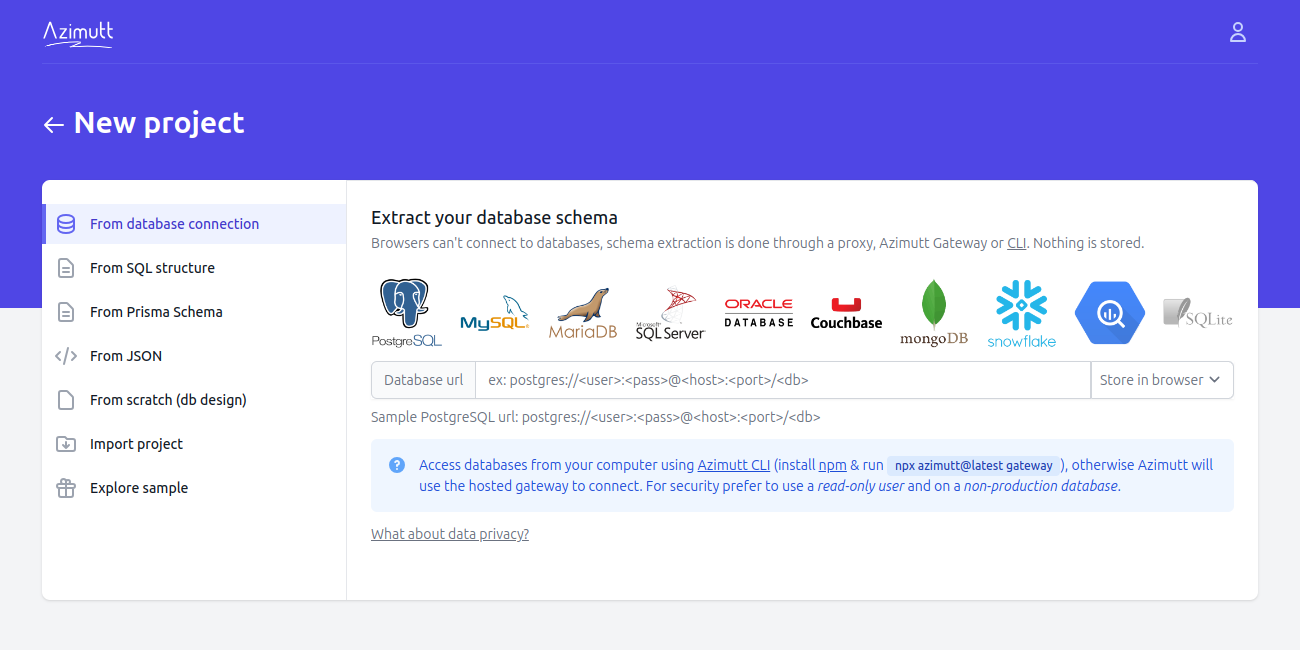 Azimutt
← New project
From database connection
From SQL structure
From Prisma Schema
From JSON
From scratch (db design)
Import project
Explore sample
Extract your database schema
Browsers can't connect to databases, schema extraction is done through a proxy, Azimutt Gateway or CLI. Nothing is stored.
PostgreSQL
MySQL
MariaDB
Microsoft SQL Server
ORACLE DATABASE
Couchbase
mongoDB
snowflake
SQLite
Database url ex: postgres://<user>:<pass>@<host>:<port>/<db> Store in browser
Sample PostgreSQL url: postgres://<user>:<pass>@<host>:<port>/<db>
Access databases from your computer using Azimutt CLI (install npm & run npx azimutt@latest gateway ), otherwise Azimutt will
use the hosted gateway to connect. For security prefer to use a read-only user and on a non-production database.
What about data privacy?